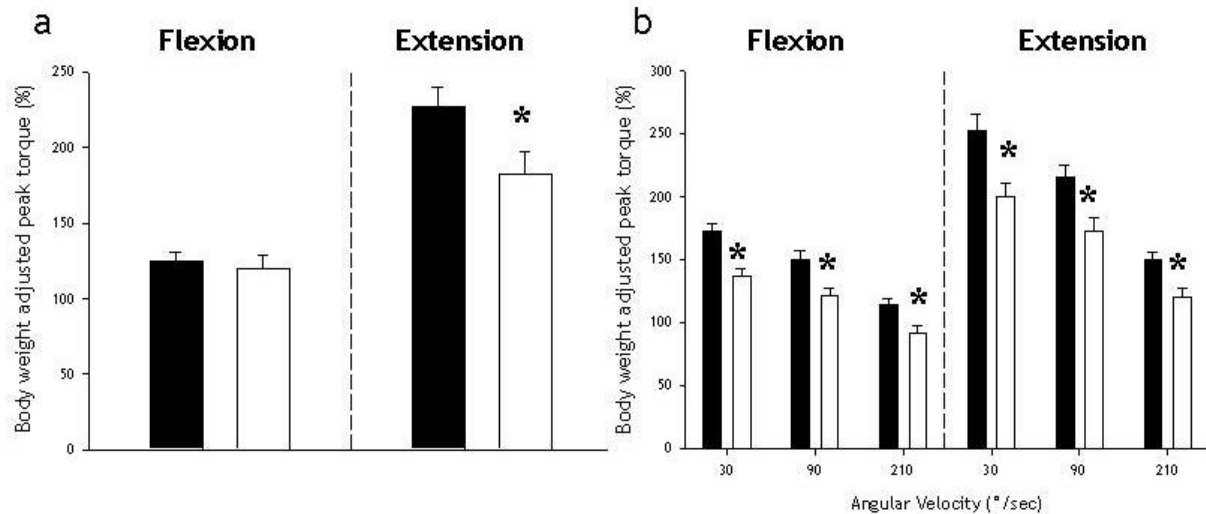 a
Flexion
Extension
Body weight adjusted peak torque (%)
250
200
150
100
50
0
*
b
Flexion
Extension
Body weight adjusted peak torque (%)
300
250
200
150
100
50
0
*
*
*
*
*
*
30
90
210
30
90
210
Angular Velocity (°/sec)